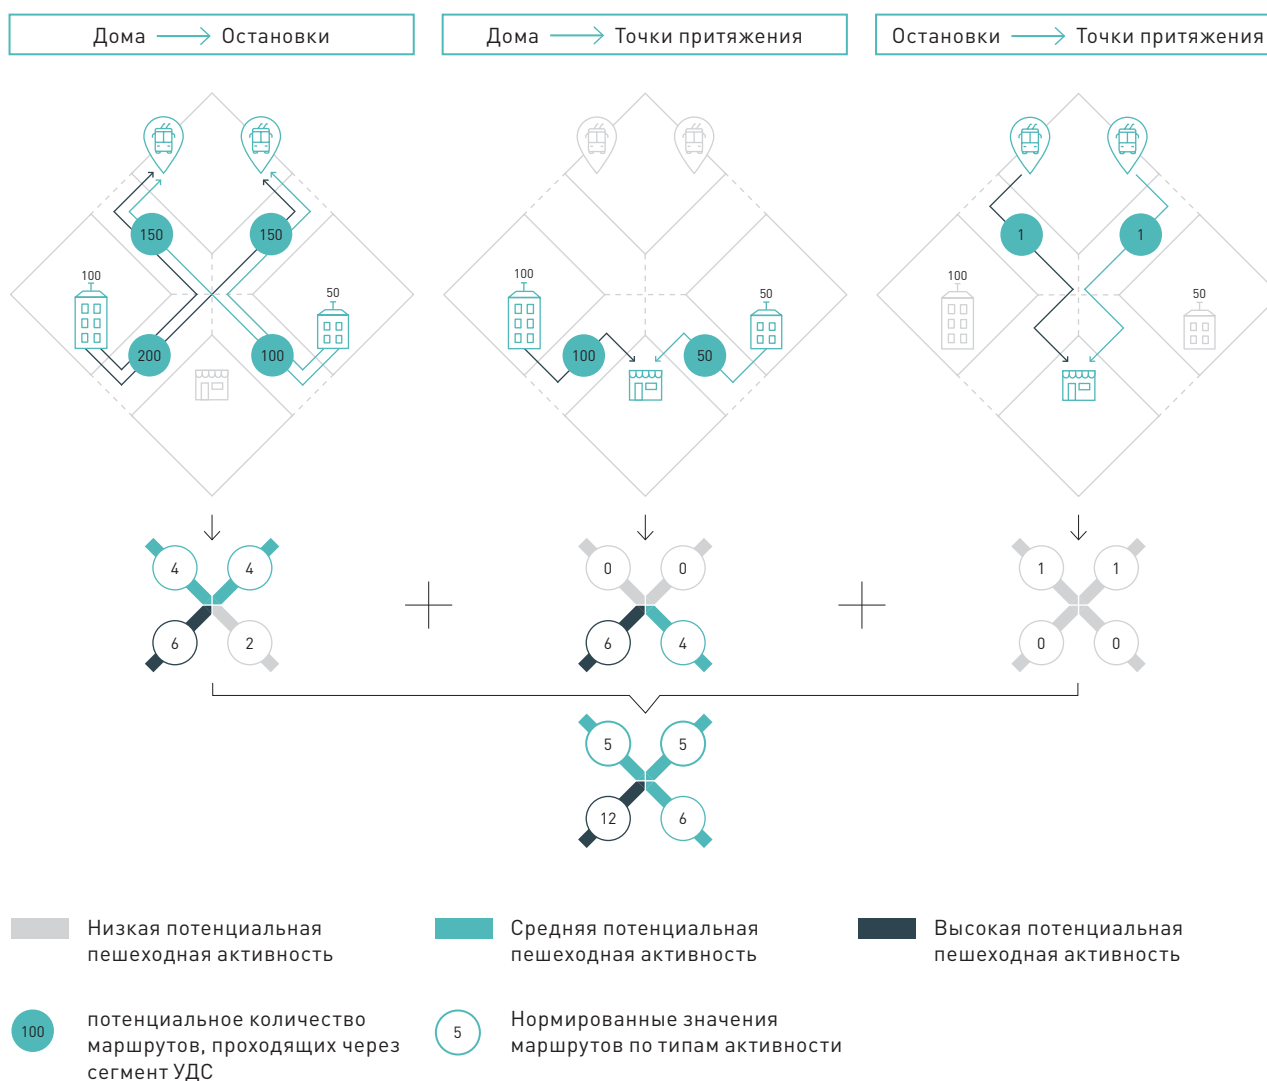 Дома → Остановки
Дома → Точки притяжения
Остановки → Точки притяжения
150
150
100
50
200
100
100
50
100
50
1
1
100
50
4
4
6
2
0
0
6
4
1
1
0
0
5
5
12
6
Низкая потенциальная
пешеходная активность
Средняя потенциальная
пешеходная активность
Высокая потенциальная
пешеходная активность
100
потенциальное количество
маршрутов, проходящих через
сегмент УДС
5
Нормированные значения
маршрутов по типам активности